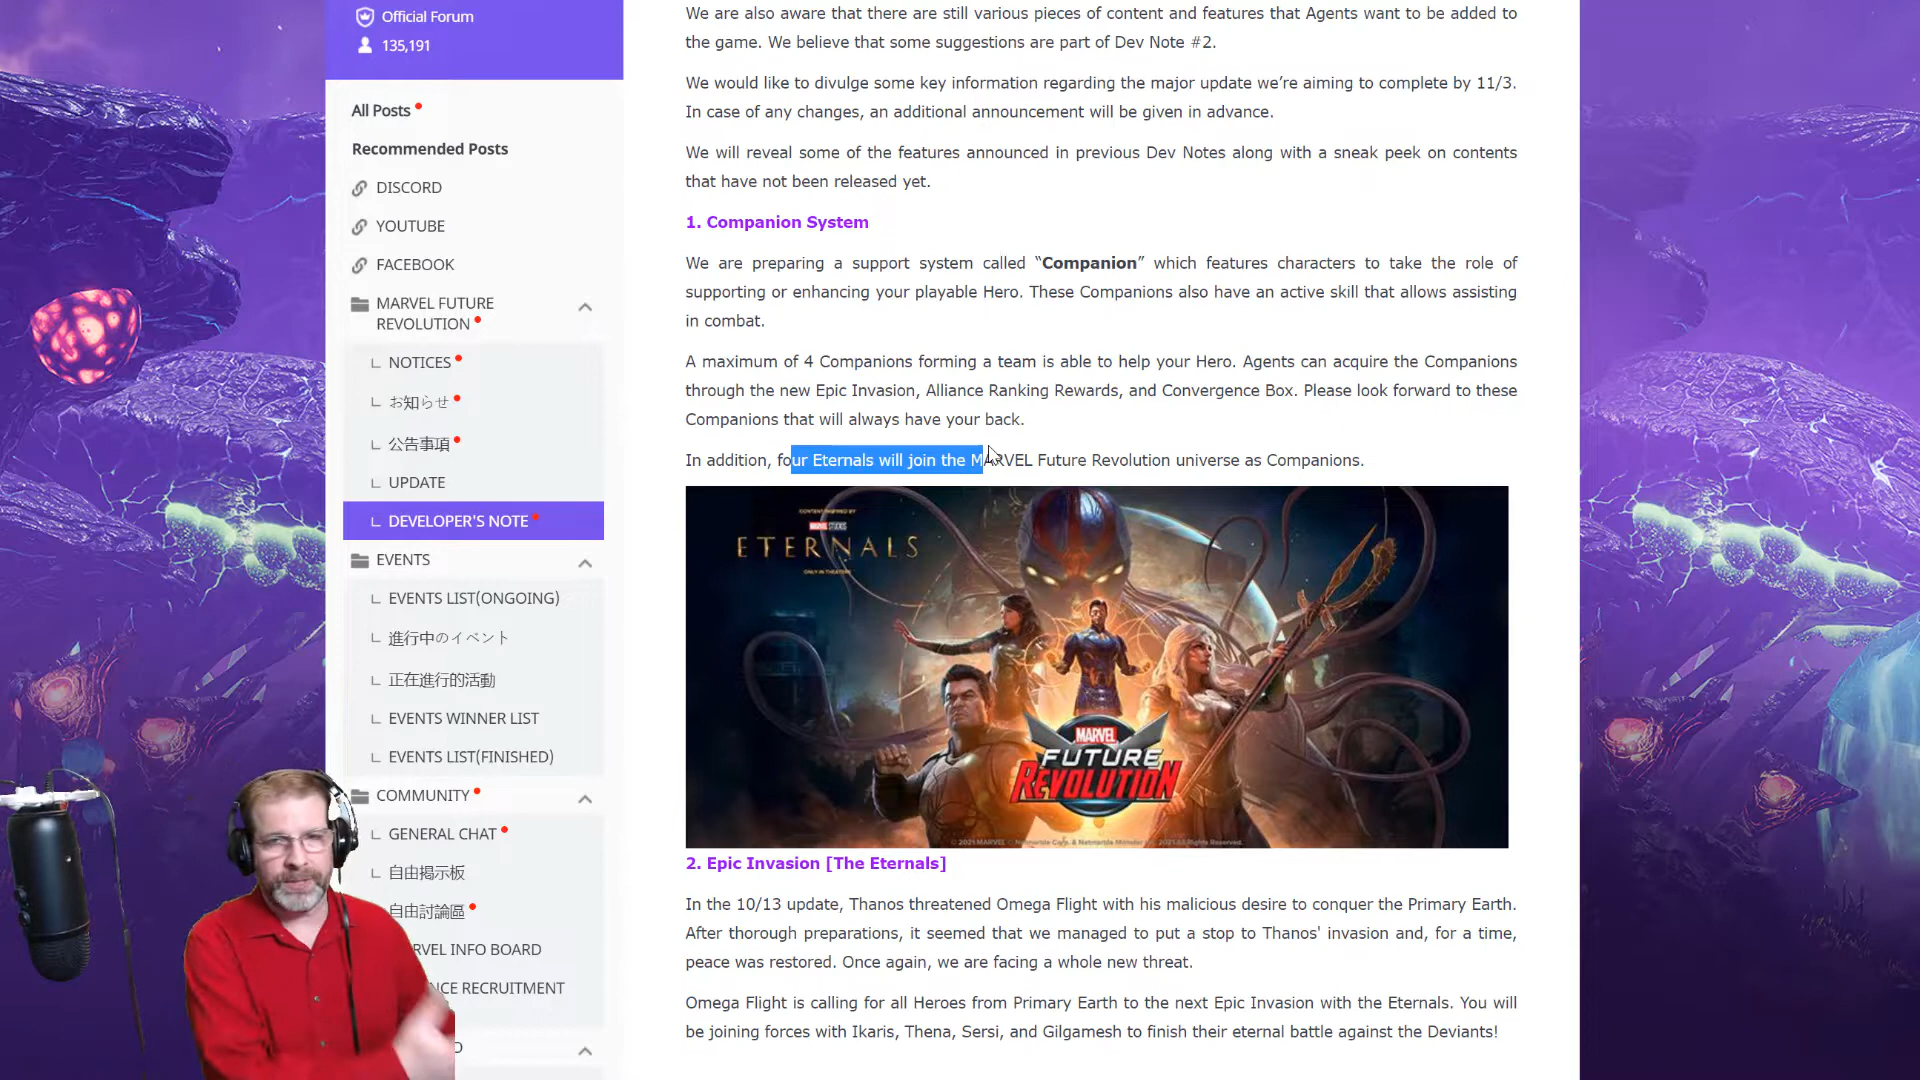 Official Forum
135,191
All Posts
Recommended Posts
DISCORD
YOUTUBE
FACEBOOK
MARVEL FUTURE
REVOLUTION
NOTICES
お知らせ
公告事項
UPDATE
DEVELOPER'S NOTE
EVENTS
EVENTS LIST(ONGOING)
進行中のイベント
正在進行的活動
EVENTS WINNER LIST
EVENTS LIST(FINISHED)
COMMUNITY
GENERAL CHAT
自由掲示板
自由討論區
RVEL INFO BOARD
NCE RECRUITMENT
O
We are also aware that there are still various pieces of content and features that Agents want to be added to
the game. We believe that some suggestions are part of Dev Note #2.
We would like to divulge some key information regarding the major update we’re aiming to complete by 11/3.
In case of any changes, an additional announcement will be given in advance.
We will reveal some of the features announced in previous Dev Notes along with a sneak peek on contents
that have not been released yet.
1. Companion System
We are preparing a support system called “Companion” which features characters to take the role of
supporting or enhancing your playable Hero. These Companions also have an active skill that allows assisting
in combat.
A maximum of 4 Companions forming a team is able to help your Hero. Agents can acquire the Companions
through the new Epic Invasion, Alliance Ranking Rewards, and Convergence Box. Please look forward to these
Companions that will always have your back.
In addition, four Eternals will join the MARVEL Future Revolution universe as Companions.
CONTENT INSPIRED BY
MARVEL STUDIOS
ETERNALS
ONLY IN THEATERS
MARVEL
FUTURE
REVOLUTION
2. Epic Invasion [The Eternals]
In the 10/13 update, Thanos threatened Omega Flight with his malicious desire to conquer the Primary Earth.
After thorough preparations, it seemed that we managed to put a stop to Thanos' invasion and, for a time,
peace was restored. Once again, we are facing a whole new threat.
Omega Flight is calling for all Heroes from Primary Earth to the next Epic Invasion with the Eternals. You will
be joining forces with Ikaris, Thena, Sersi, and Gilgamesh to finish their eternal battle against the Deviants!